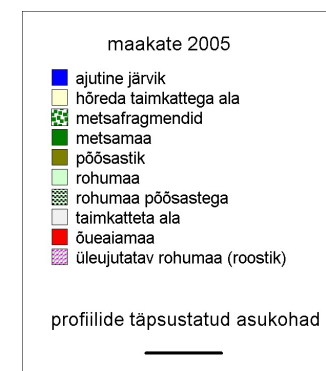 maakate 2005
ajutine järvik
hõreda taimkattega ala
metsafragmendid
metsamaa
põõsastik
rohumaa
rohumaa põõsastega
taimkatteta ala
õueaiamaa
üleujutatav rohumaa (roostik)
profiilide täpsustatud asukohad